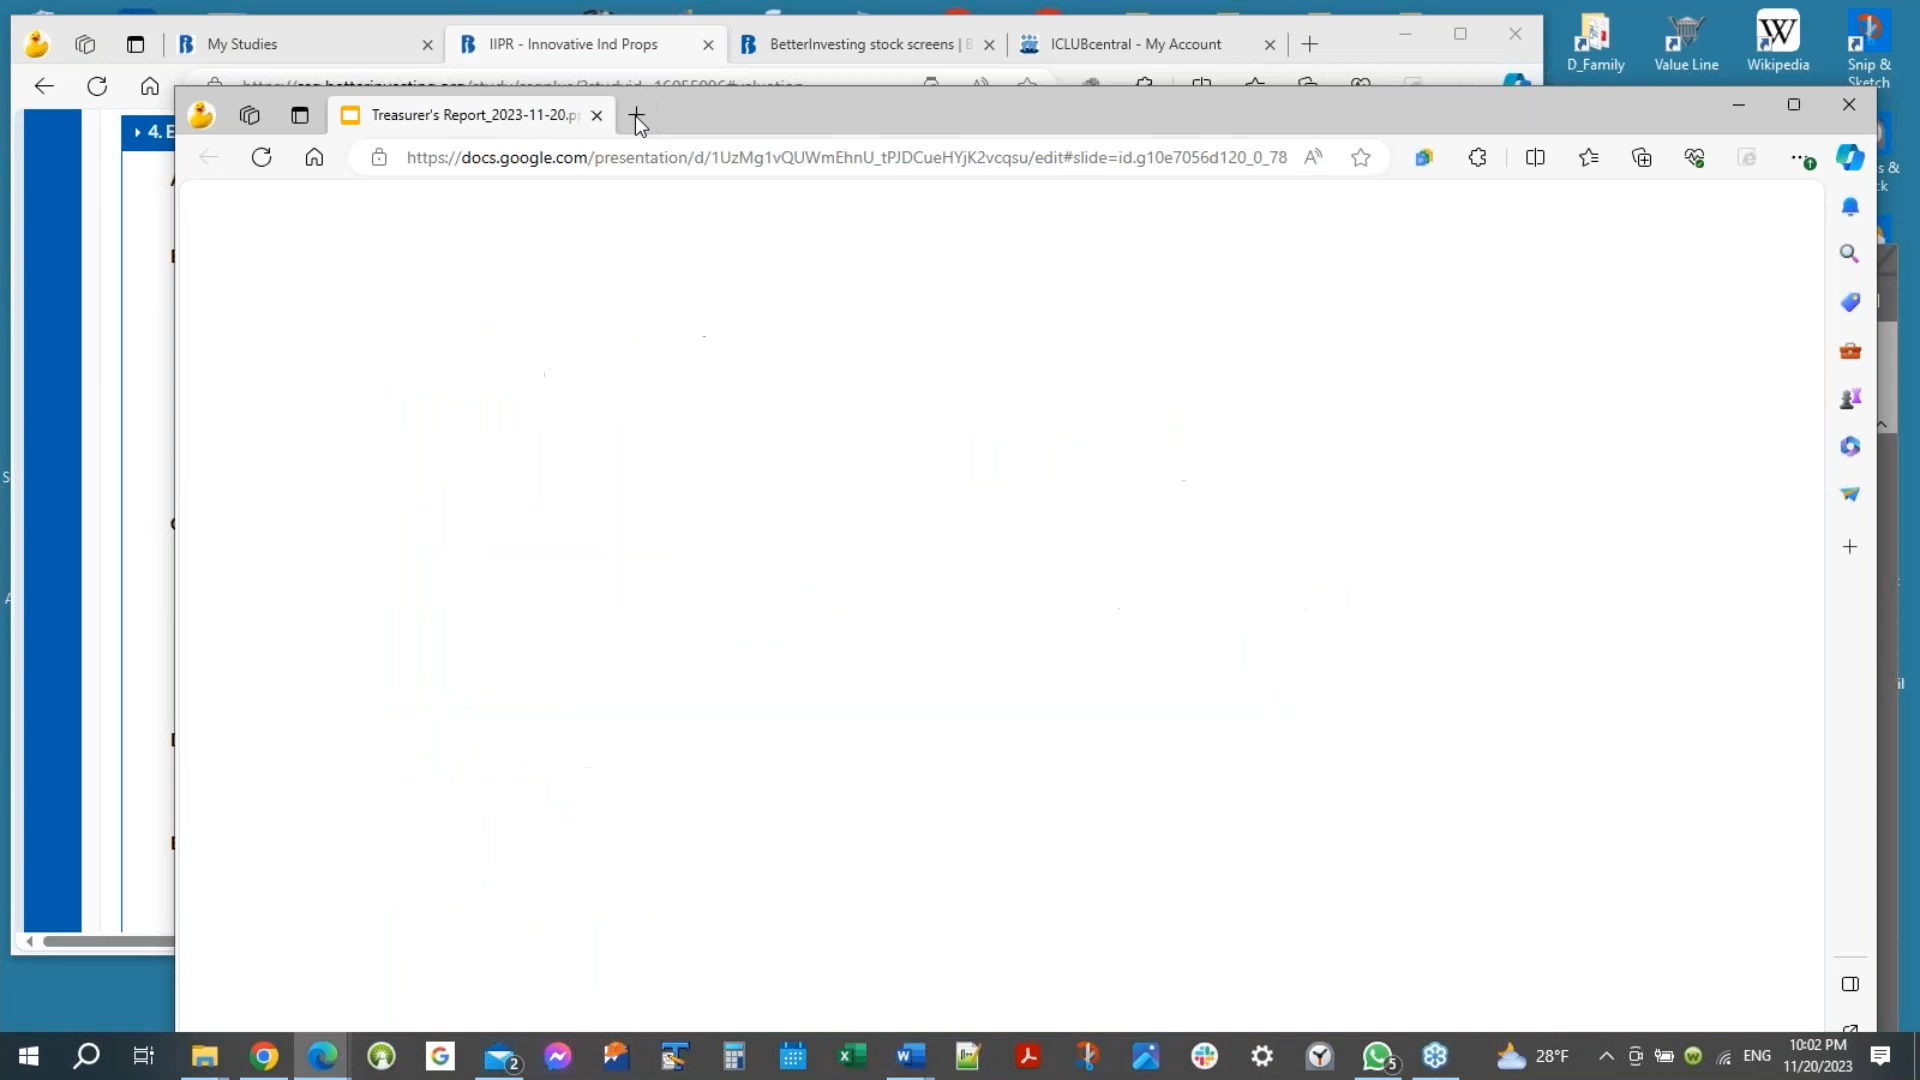 My Studies
IIPR - Innovative Ind Props
BetterInvesting stock screens | B
ICLUBcentral - My Account
D_Family
Value Line
Wikipedia
Snip &
Sketch
Treasurer's Report_2023-11-20.p
https://docs.google.com/presentation/d/1UzMg1vQUWmEhnU_tPJDCueHYjK2vcqsu/edit#slide=id.g10e7056d120_0_78
4. E
2
5
28°F
ENG
10:02 PM
11/20/2023